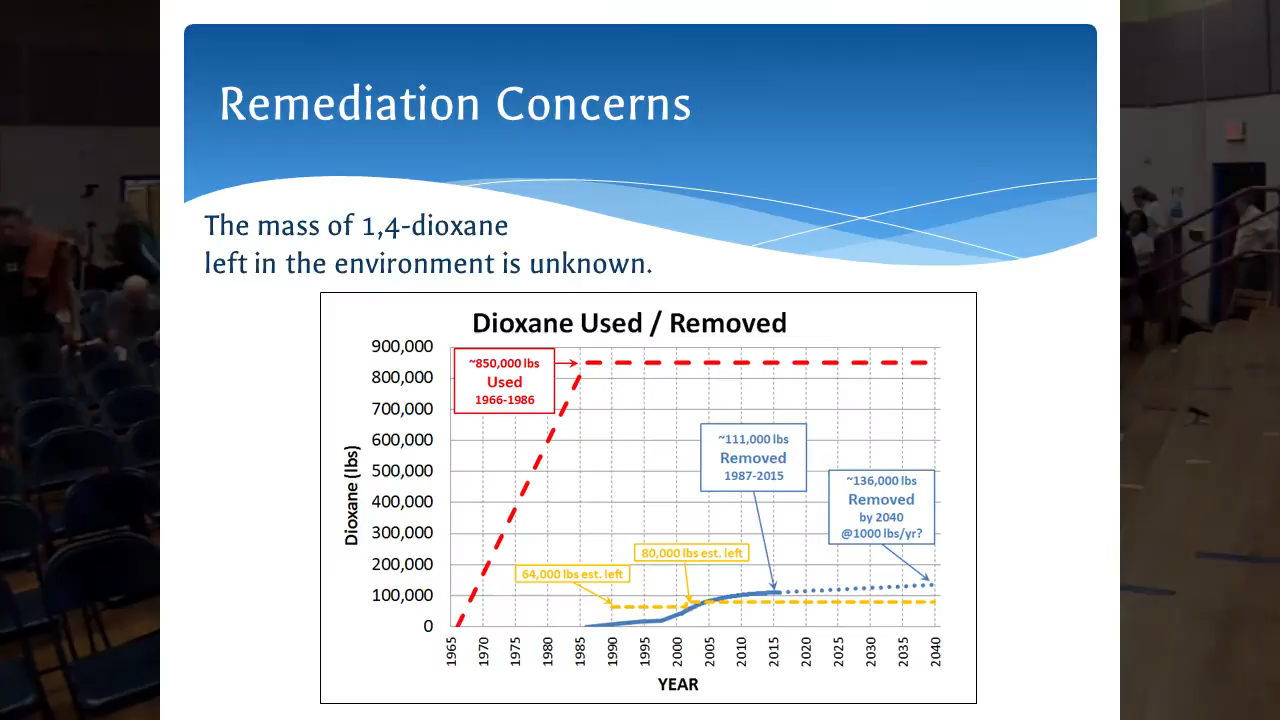 Remediation Concerns
The mass of 1,4-dioxane
left in the environment is unknown.
Dioxane Used / Removed
900,000
800,000
700,000
600,000
500,000
400,000
300,000
200,000
100,000
0
Dioxane (lbs)
~850,000 lbs
Used
1966-1986
~111,000 lbs
Removed
1987-2015
~136,000 lbs
Removed
by 2040
@1000 lbs/yr?
80,000 lbs est. left
64,000 lbs est. left
1965
1970
1975
1980
1985
1990
1995
2000
2005
2010
2015
2020
2025
2030
2035
2040
YEAR